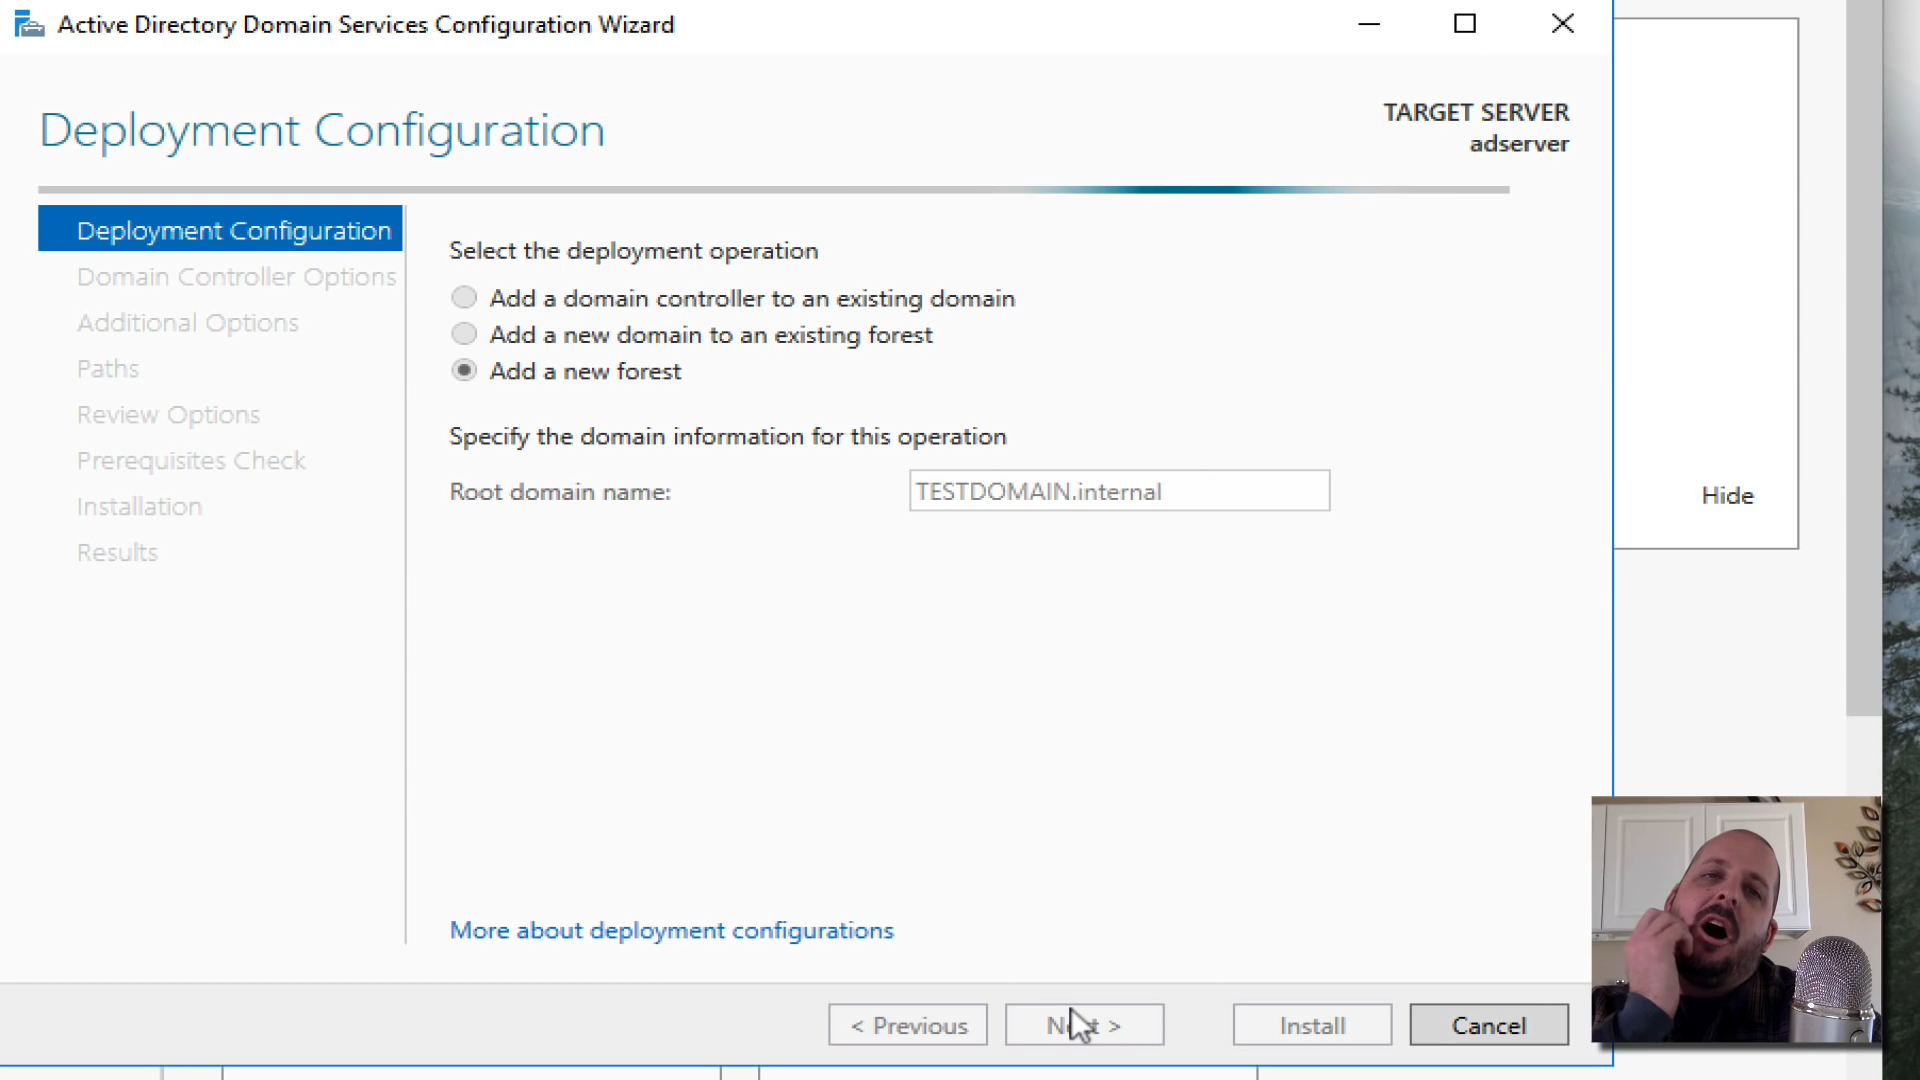 Active Directory Domain Services Configuration Wizard
Deployment Configuration
TARGET SERVER
adserver
Deployment Configuration
Domain Controller Options
Additional Options
Paths
Review Options
Prerequisites Check
Installation
Results
Select the deployment operation
Add a domain controller to an existing domain
Add a new domain to an existing forest
Add a new forest
Specify the domain information for this operation
Root domain name:
TESTDOMAIN.internal
More about deployment configurations
Hide
< Previous
Next >
Install
Cancel